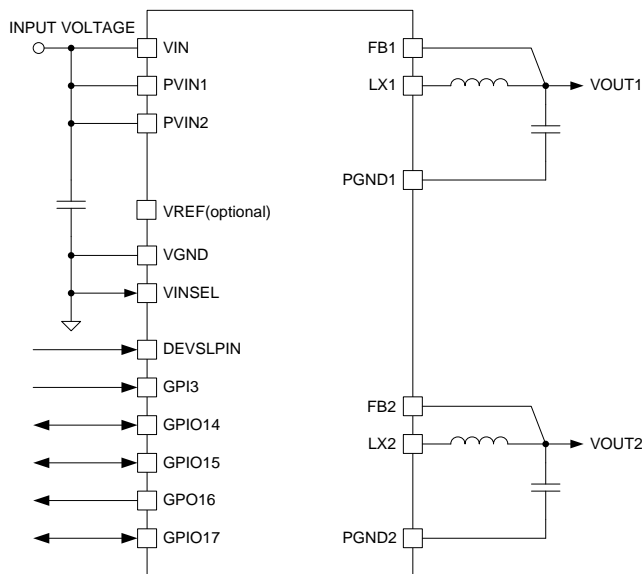 INPUT VOLTAGE
VIN
PVIN1
PVIN2
VREF(optional)
VGND
VINSEL
DEVSLPIN
GPI3
GPIO14
GPIO15
GPO16
GPIO17
FB1
LX1
VOUT1
PGND1
FB2
LX2
VOUT2
PGND2